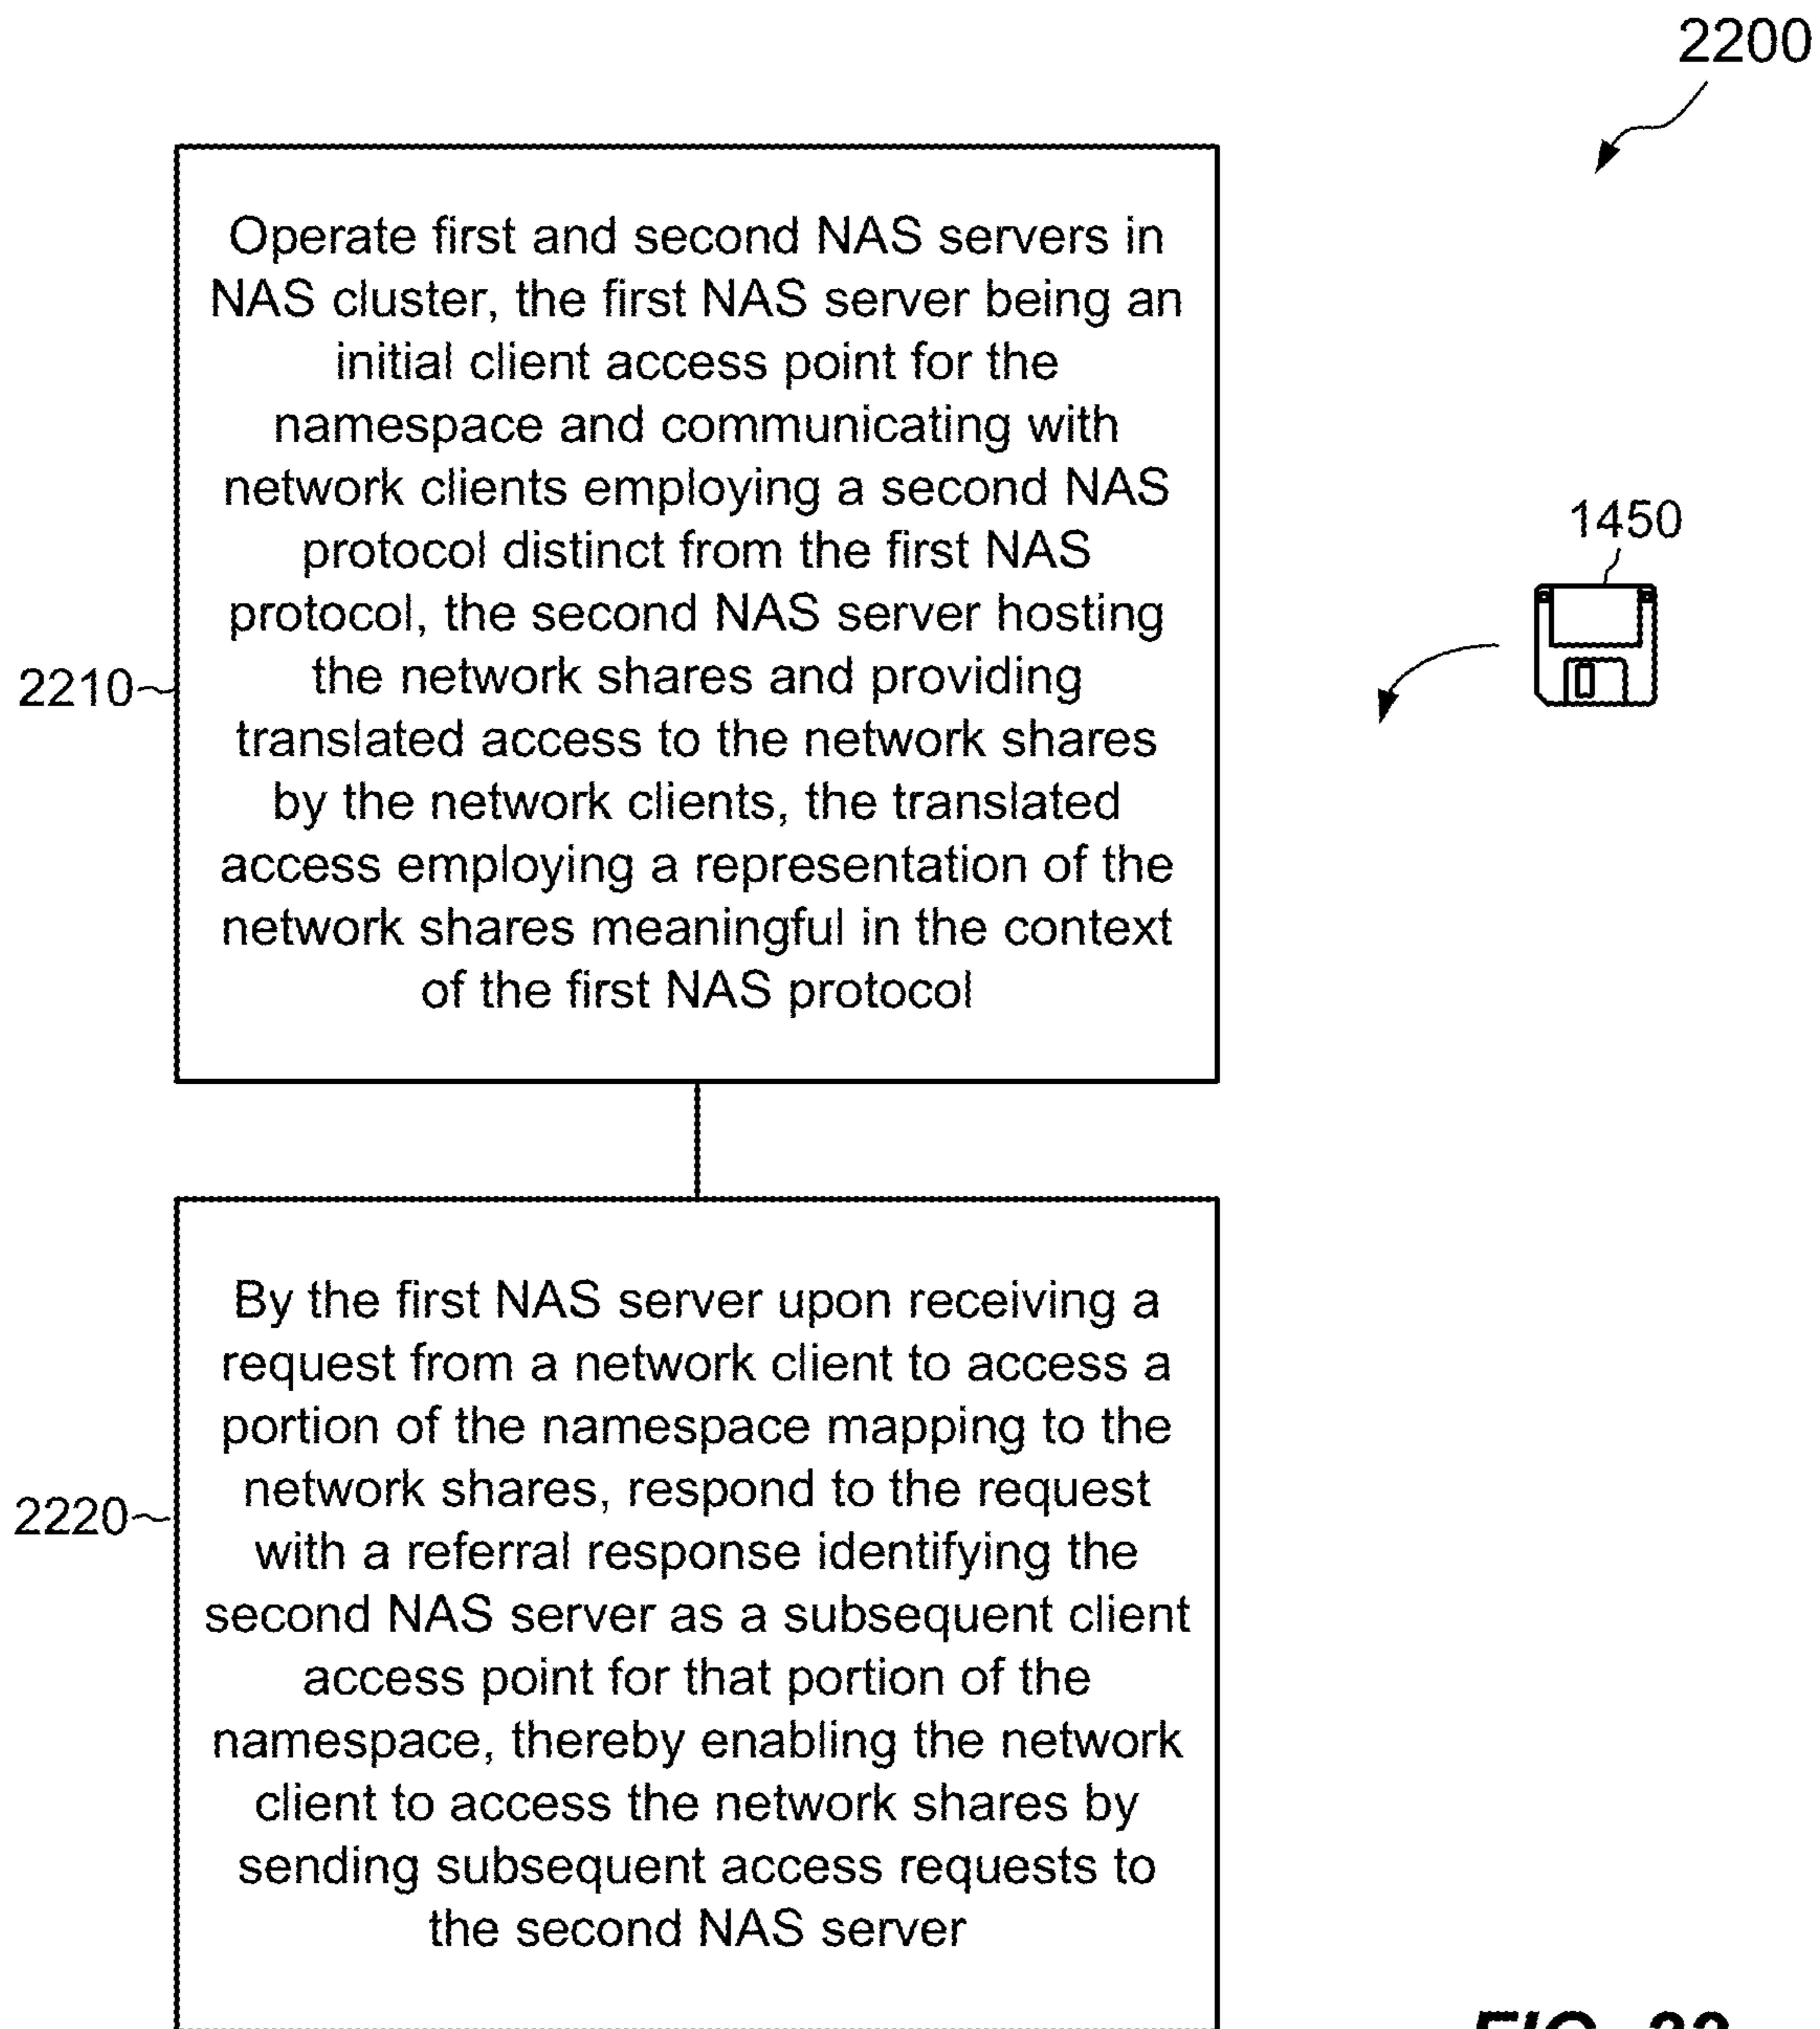 2200
Operate first and second NAS servers in
NAS cluster, the first NAS server being an
initial client access point for the
namespace and communicating with
network clients employing a second NAS
protocol distinct from the first NAS
protocol, the second NAS server hosting
the network shares and providing
translated access to the network shares
by the network clients, the translated
access employing a representation of the
network shares meaningful in the context
of the first NAS protocol
2210
1450
By the first NAS server upon receiving a
request from a network client to access a
portion of the namespace mapping to the
network shares, respond to the request
with a referral response identifying the
second NAS server as a subsequent client
access point for that portion of the
namespace, thereby enabling the network
client to access the network shares by
sending subsequent access requests to
the second NAS server
2220
FIG.